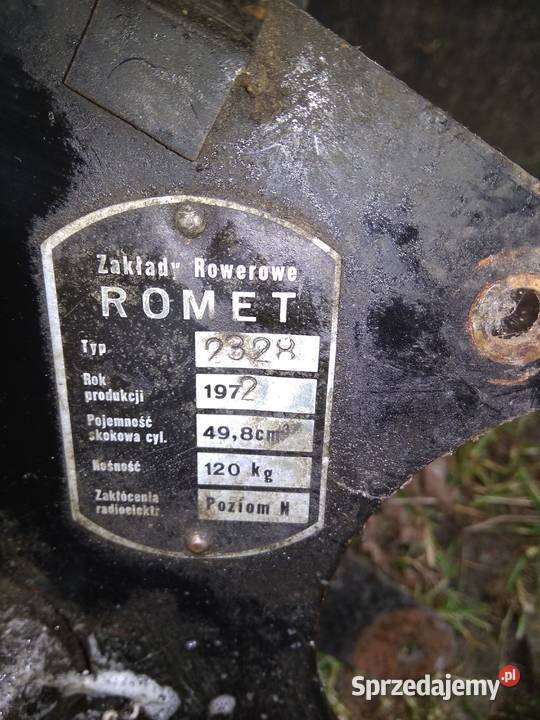 Zakłady Rowerowe
ROMET
Typ 2328
Rok produkcji 1972
Pojemność skokowa cyl. 49,8cm³
Nośność 120 kg
Zakłócenia radioelektr. Poziom N
Sprzedajemy.pl